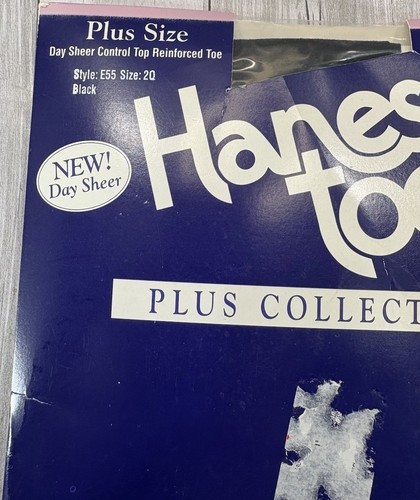 Plus Size
Day Sheer Control Top Reinforced Toe
Style: E55 Size: 2Q
Black
Hanes
too
NEW!
Day Sheer
PLUS COLLECT